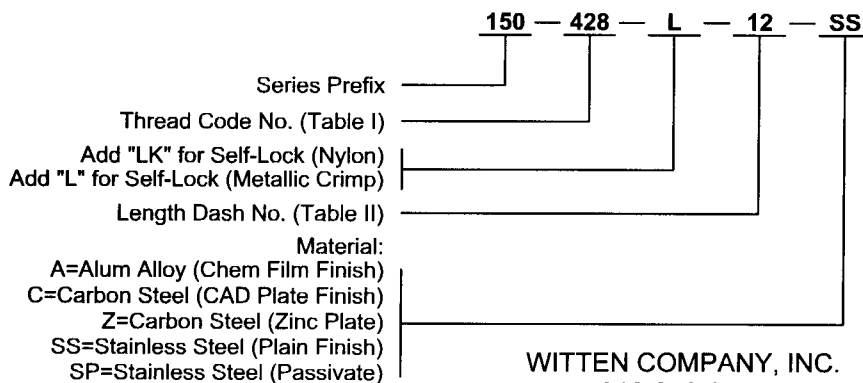 150 — 428 — L — 12 — SS
Series Prefix
Thread Code No. (Table I)
Add "LK" for Self-Lock (Nylon)
Add "L" for Self-Lock (Metallic Crimp)
Length Dash No. (Table II)
Material:
A=Alum Alloy (Chem Film Finish)
C=Carbon Steel (CAD Plate Finish)
Z=Carbon Steel (Zinc Plate)
SS=Stainless Steel (Plain Finish)
SP=Stainless Steel (Passivate)
WITTEN COMPANY, INC.